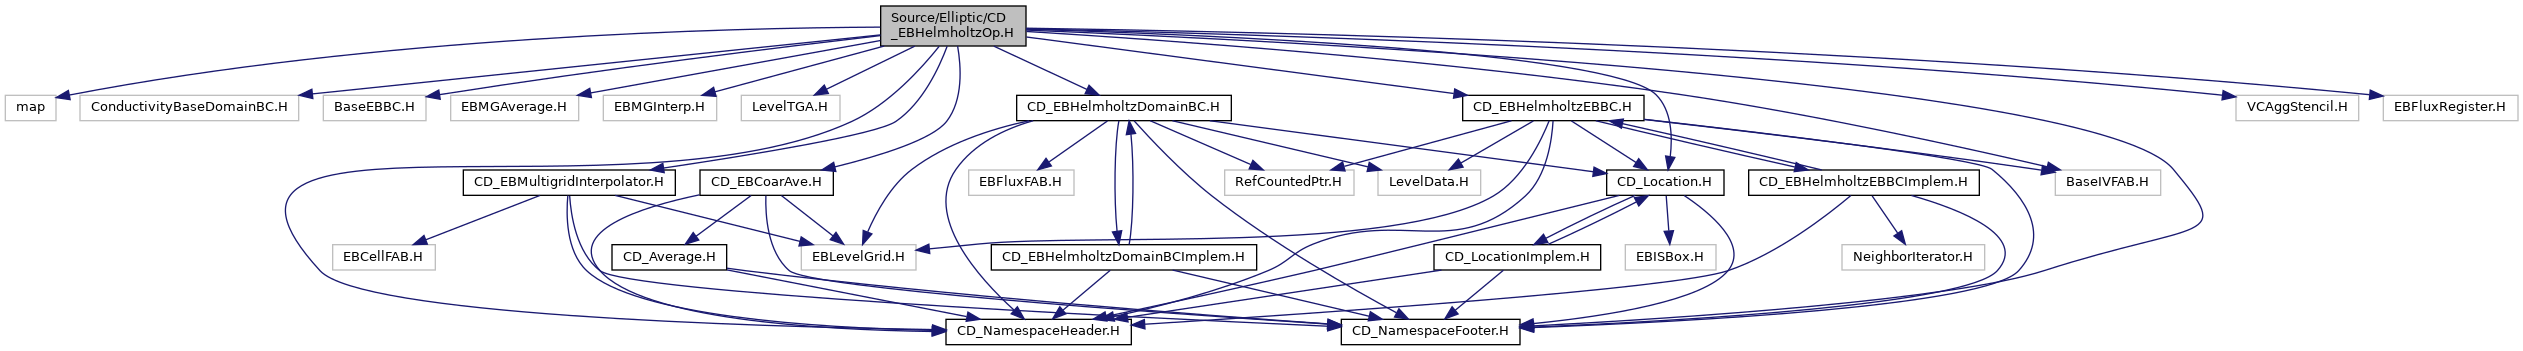 Source/Elliptic/CD
_EBHelmholtzOp.H
map
ConductivityBaseDomainBC.H
BaseEBBC.H
EBMGAverage.H
EBMGInterp.H
LevelTGA.H
CD_EBHelmholtzDomainBC.H
CD_EBHelmholtzEBBC.H
VCAggStencil.H
EBFluxRegister.H
CD_EBMultigridInterpolator.H
CD_EBCoarAve.H
EBFluxFAB.H
RefCountedPtr.H
LevelData.H
CD_Location.H
CD_EBHelmholtzEBBCImplem.H
BaseIVFAB.H
EBCellFAB.H
CD_Average.H
EBLevelGrid.H
CD_EBHelmholtzDomainBCImplem.H
CD_LocationImplem.H
EBISBox.H
NeighborIterator.H
CD_NamespaceHeader.H
CD_NamespaceFooter.H